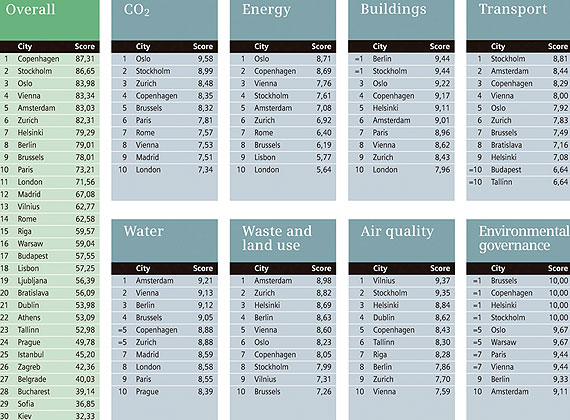 Overall
City Score
1 Copenhagen 87,31
2 Stockholm 86,65
3 Oslo 83,98
4 Vienna 83,34
5 Amsterdam 83,03
6 Zurich 82,31
7 Helsinki 79,29
8 Berlin 79,01
9 Brussels 78,01
10 Paris 73,21
11 London 71,56
12 Madrid 67,08
13 Vilnius 62,77
14 Rome 62,58
15 Riga 59,57
16 Warsaw 59,04
17 Budapest 57,55
18 Lisbon 57,25
19 Ljubljana 56,39
20 Bratislava 56,09
21 Dublin 53,98
22 Athens 53,09
23 Tallinn 52,98
24 Prague 49,78
25 Istanbul 45,20
26 Zagreb 42,36
27 Belgrade 40,03
28 Bucharest 39,14
29 Sofia 36,85
30 Kiev 32,33
CO2
City Score
1 Oslo 9,58
2 Stockholm 8,99
3 Zurich 8,48
4 Copenhagen 8,35
5 Brussels 8,32
6 Paris 7,81
7 Rome 7,57
8 Vienna 7,53
9 Madrid 7,51
10 London 7,34
Energy
City Score
1 Oslo 8,71
2 Copenhagen 8,69
3 Vienna 7,76
4 Stockholm 7,61
5 Amsterdam 7,08
6 Zurich 6,92
7 Rome 6,40
8 Brussels 6,19
9 Lisbon 5,77
10 London 5,64
Buildings
City Score
=1 Berlin 9,44
=1 Stockholm 9,44
3 Oslo 9,22
4 Copenhagen 9,17
5 Helsinki 9,11
6 Amsterdam 9,01
7 Paris 8,96
8 Vienna 8,62
9 Zurich 8,43
10 London 7,96
Transport
City Score
1 Stockholm 8,81
2 Amsterdam 8,44
3 Copenhagen 8,29
4 Vienna 8,00
5 Oslo 7,92
6 Zurich 7,83
7 Brussels 7,49
8 Bratislava 7,16
9 Helsinki 7,08
=10 Budapest 6,64
=10 Tallinn 6,64
Water
City Score
1 Amsterdam 9,21
2 Vienna 9,13
3 Berlin 9,12
4 Brussels 9,05
=5 Copenhagen 8,88
=5 Zurich 8,88
7 Madrid 8,59
8 London 8,58
9 Paris 8,55
10 Prague 8,39
Waste and
land use
City Score
1 Amsterdam 8,98
2 Zurich 8,82
3 Helsinki 8,69
4 Berlin 8,63
5 Vienna 8,60
6 Oslo 8,23
7 Copenhagen 8,05
8 Stockholm 7,99
9 Vilnius 7,31
10 Brussels 7,26
Air quality
City Score
1 Vilnius 9,37
2 Stockholm 9,35
3 Helsinki 8,84
4 Dublin 8,62
5 Copenhagen 8,43
6 Tallinn 8,30
7 Riga 8,28
8 Berlin 7,86
9 Zurich 7,70
10 Vienna 7,59
Environmental
governance
City Score
=1 Brussels 10,00
=1 Copenhagen 10,00
=1 Helsinki 10,00
=1 Stockholm 10,00
=5 Oslo 9,67
=5 Warsaw 9,67
=7 Paris 9,44
=7 Vienna 9,44
9 Berlin 9,33
10 Amsterdam 9,11